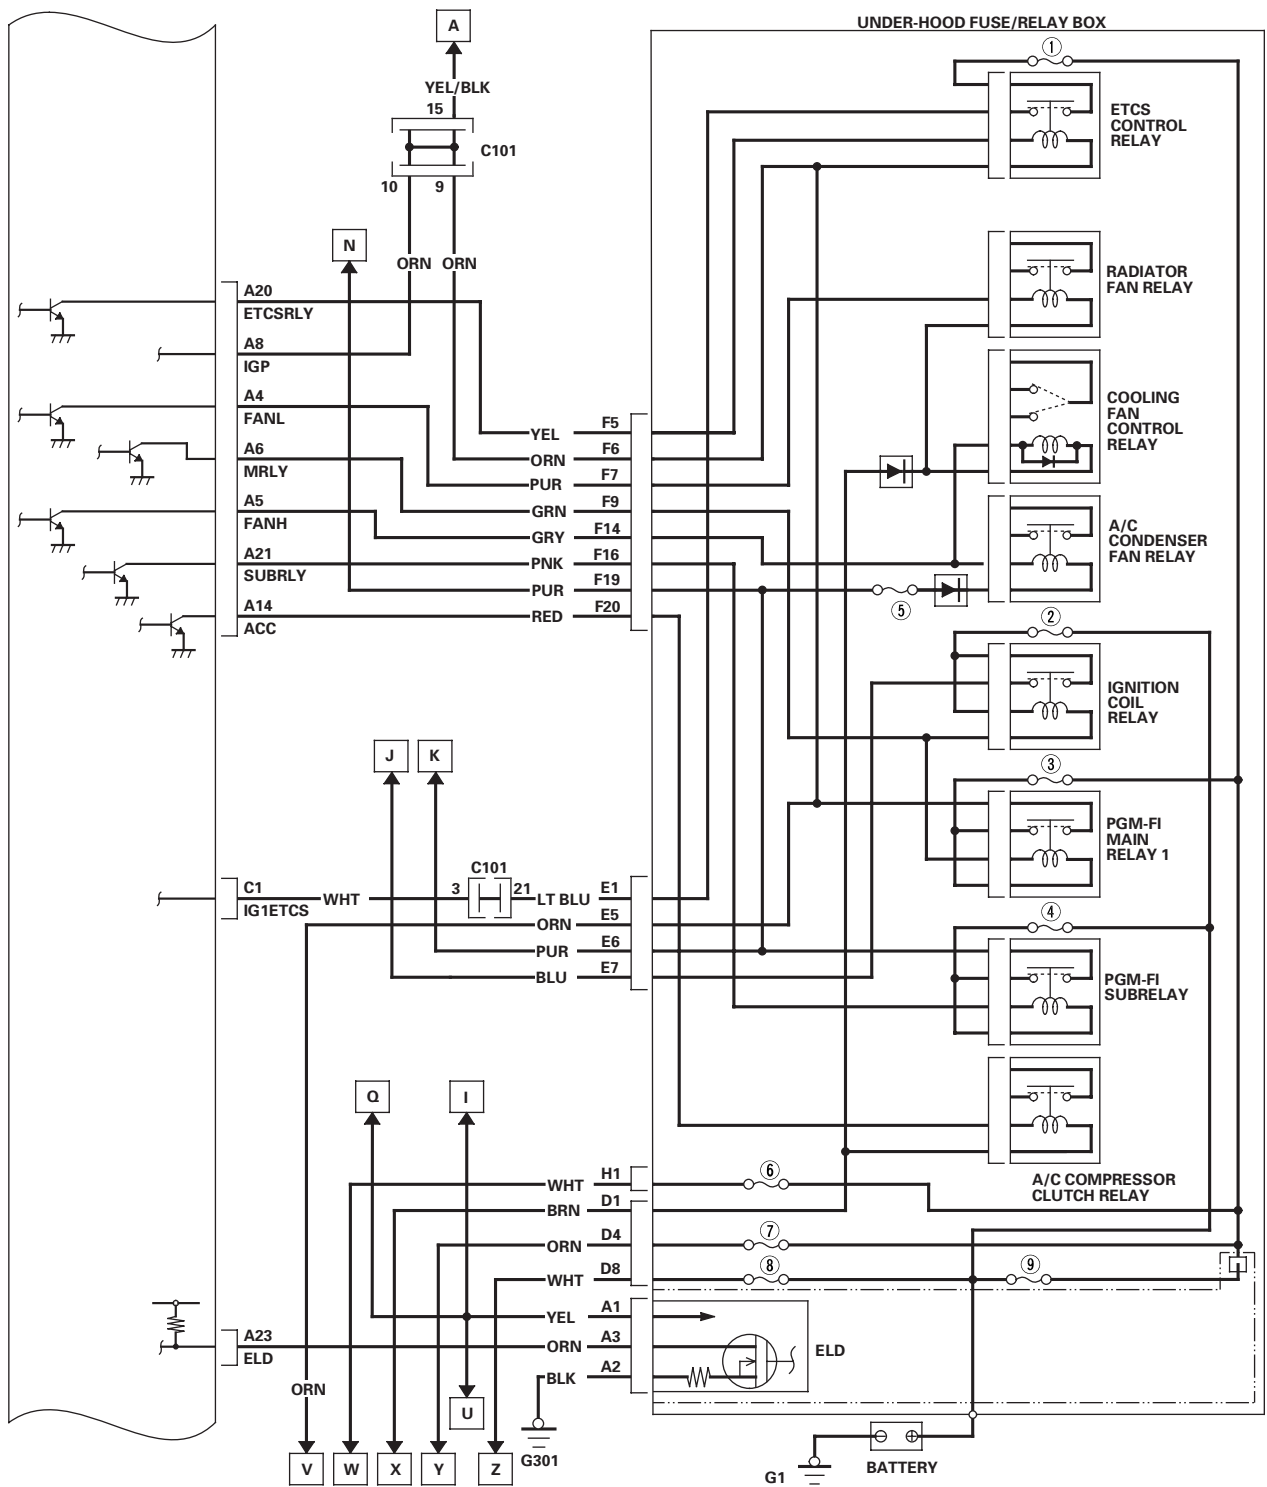 UNDER-HOOD FUSE/RELAY BOX
A
YEL/BLK
15
C101
10 9
ORN ORN
N
1
ETCS
CONTROL
RELAY
RADIATOR
FAN RELAY
COOLING
FAN
CONTROL
RELAY
A/C
CONDENSER
FAN RELAY
5
2
IGNITION
COIL
RELAY
3
PGM-FI
MAIN
RELAY 1
4
PGM-FI
SUBRELAY
A/C COMPRESSOR
CLUTCH RELAY
A20
ETCSRLY
A8
IGP
A4
FANL
A6
MRLY
A5
FANH
A21
SUBRLY
A14
ACC
YEL F5
ORN F6
PUR F7
GRN F9
GRY F14
PNK F16
PUR F19
RED F20
J K
C101
C1
IG1ETCS
WHT 3 21 LT BLU E1
ORN E5
PUR E6
BLU E7
Q I
WHT H1 6
BRN D1
ORN D4 7
WHT D8 8 9
YEL A1
ORN A3
BLK A2
ELD
A23
ELD
ORN
U
G301
V W X Y Z
G1
BATTERY